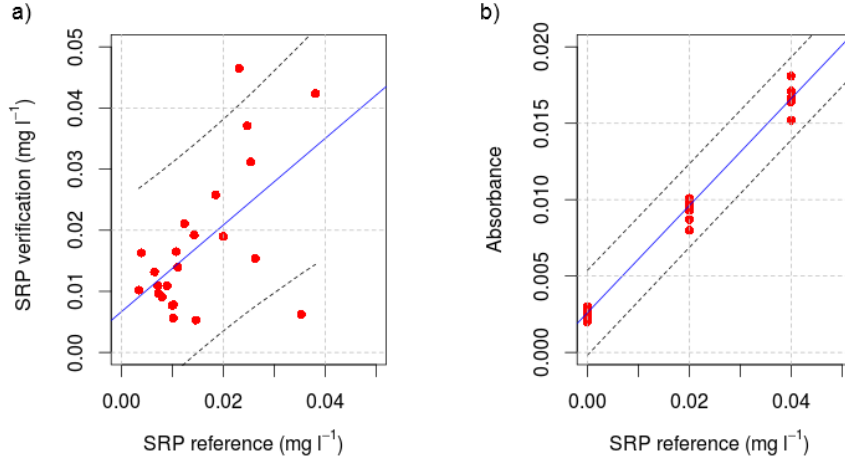 a)
SRP verification (mg l⁻¹)
0.05
0.04
0.03
0.02
0.01
0.00
0.00
0.02
0.04
SRP reference (mg l⁻¹)
b)
Absorbance
0.020
0.015
0.010
0.005
0.000
0.00
0.02
0.04
SRP reference (mg l⁻¹)